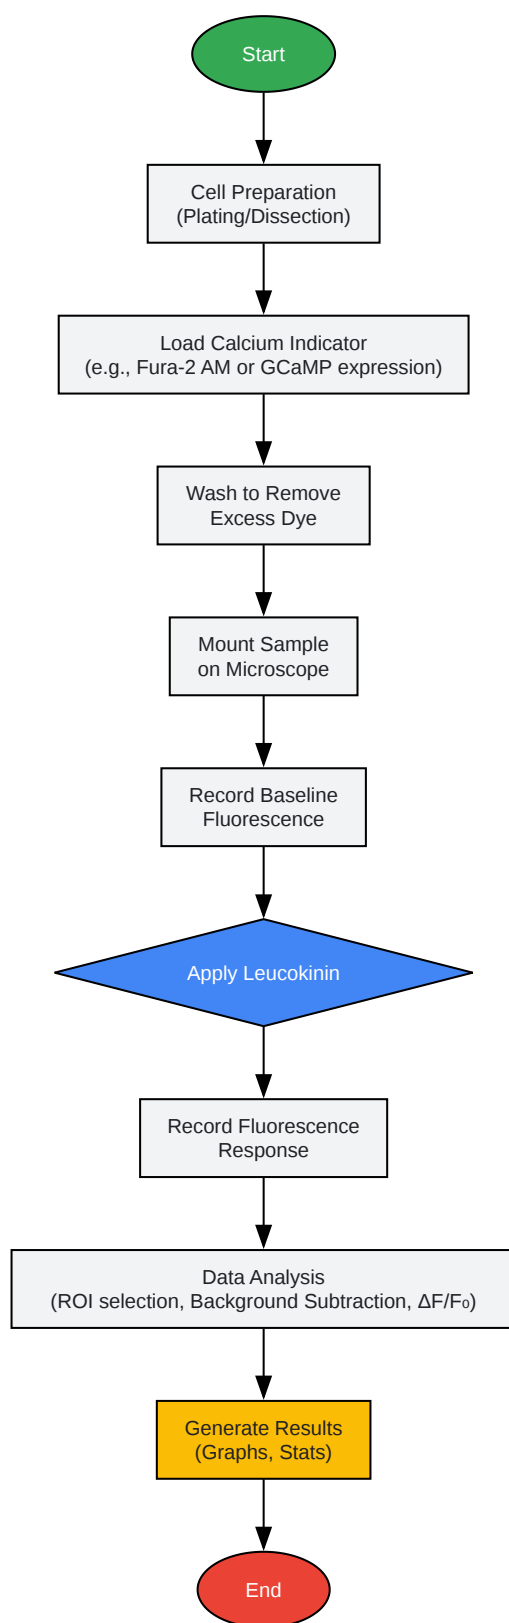 Start
Cell Preparation
(Plating/Dissection)
Load Calcium Indicator
(e.g., Fura-2 AM or GCaMP expression)
Wash to Remove
Excess Dye
Mount Sample
on Microscope
Record Baseline
Fluorescence
Apply Leucokinin
Record Fluorescence
Response
Data Analysis
(ROI selection, Background Subtraction, ΔF/F₀)
Generate Results
(Graphs, Stats)
End